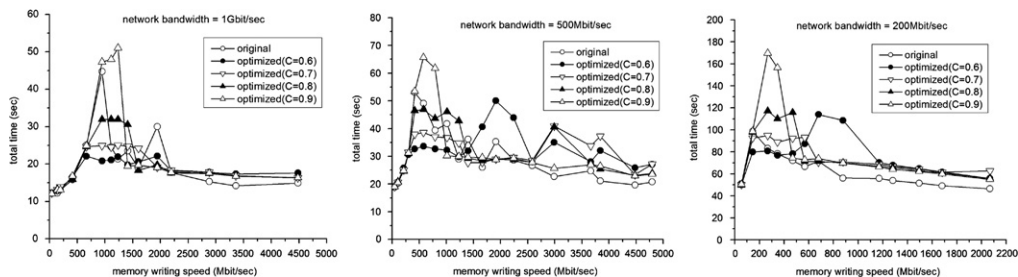 network bandwidth = 1Gbit/sec
60
50
40
30
20
10
0
total time (sec)
original
optimized(C=0.6)
optimized(C=0.7)
optimized(C=0.8)
optimized(C=0.9)
0 500 1000 1500 2000 2500 3000 3500 4000 4500 5000
memory writing speed (Mbit/sec)
network bandwidth = 500Mbit/sec
80
70
60
50
40
30
20
10
0
total time (sec)
original
optimized(C=0.6)
optimized(C=0.7)
optimized(C=0.8)
optimized(C=0.9)
0 500 1000 1500 2000 2500 3000 3500 4000 4500 5000
memory writing speed (Mbit/sec)
network bandwidth = 200Mbit/sec
200
180
160
140
120
100
80
60
40
20
0
total time (sec)
original
optimized(C=0.6)
optimized(C=0.7)
optimized(C=0.8)
optimized(C=0.9)
0 200 400 600 800 1000 1200 1400 1600 1800 2000 2200
memory writing speed (Mbit/sec)